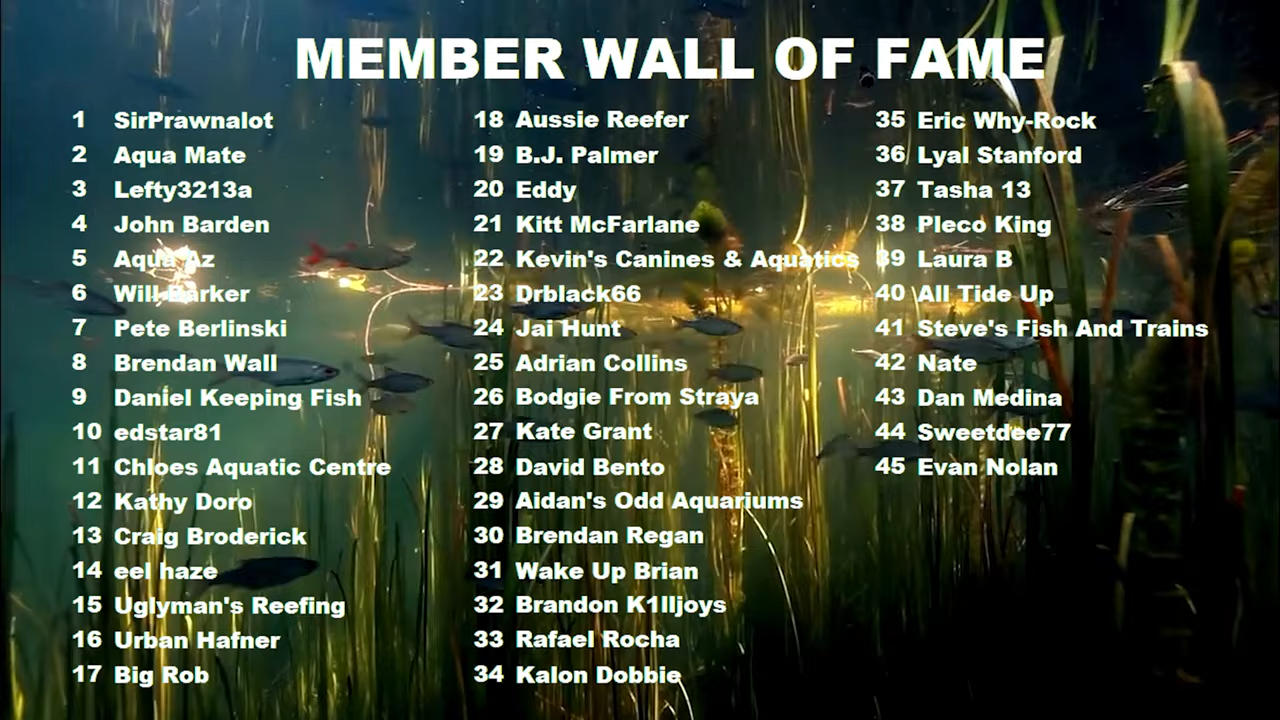 MEMBER WALL OF FAME
1 SirPrawnalot
2 Aqua Mate
3 Lefty3213a
4 John Barden
5 Aqua Az
6 Will Barker
7 Pete Berlinski
8 Brendan Wall
9 Daniel Keeping Fish
10 edstar81
11 Chloes Aquatic Centre
12 Kathy Doro
13 Craig Broderick
14 eel haze
15 Uglyman's Reefing
16 Urban Hafner
17 Big Rob
18 Aussie Reefer
19 B.J. Palmer
20 Eddy
21 Kitt McFarlane
22 Kevin's Canines & Aquatics
23 Drblack66
24 Jai Hunt
25 Adrian Collins
26 Bodgie From Straya
27 Kate Grant
28 David Bento
29 Aidan's Odd Aquariums
30 Brendan Regan
31 Wake Up Brian
32 Brandon K1lljoys
33 Rafael Rocha
34 Kalon Dobbie
35 Eric Why-Rock
36 Lyal Stanford
37 Tasha 13
38 Pleco King
39 Laura B
40 All Tide Up
41 Steve's Fish And Trains
42 Nate
43 Dan Medina
44 Sweetdee77
45 Evan Nolan